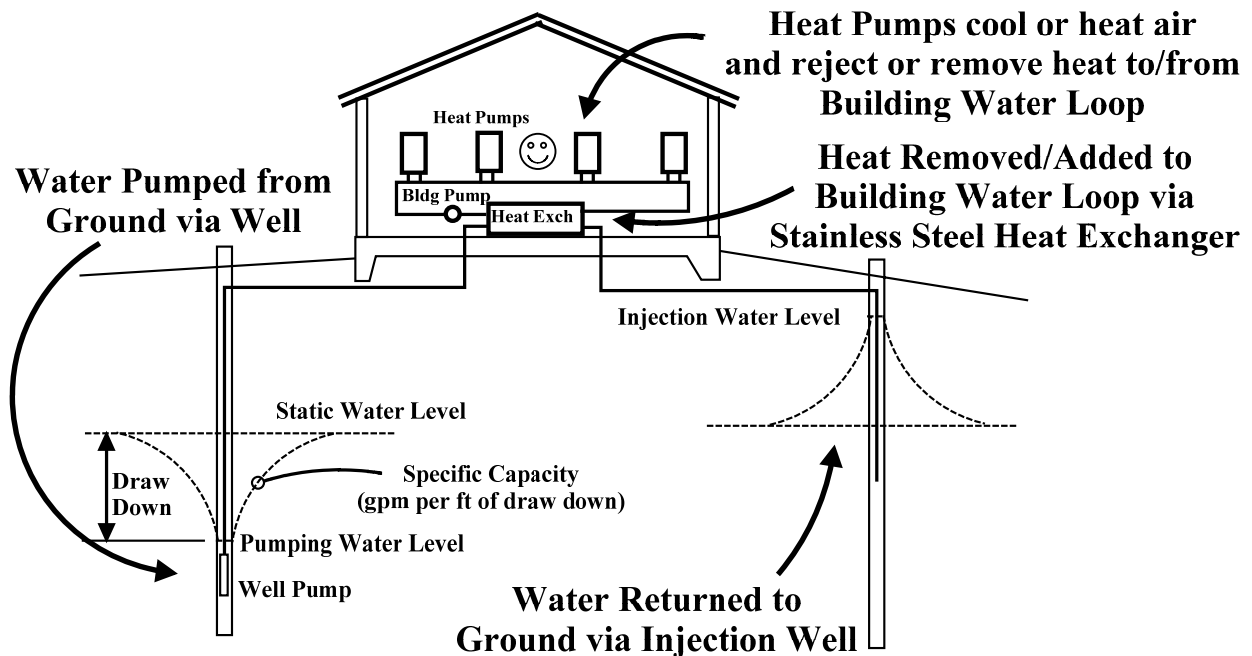 Heat Pumps cool or heat air
and reject or remove heat to/from
Building Water Loop
Heat Pumps
Heat Removed/Added to
Building Water Loop via
Stainless Steel Heat Exchanger
Water Pumped from
Ground via Well
Bldg Pump
Heat Exch
Injection Water Level
Static Water Level
Draw
Down
Specific Capacity
(gpm per ft of draw down)
Pumping Water Level
Well Pump
Water Returned to
Ground via Injection Well